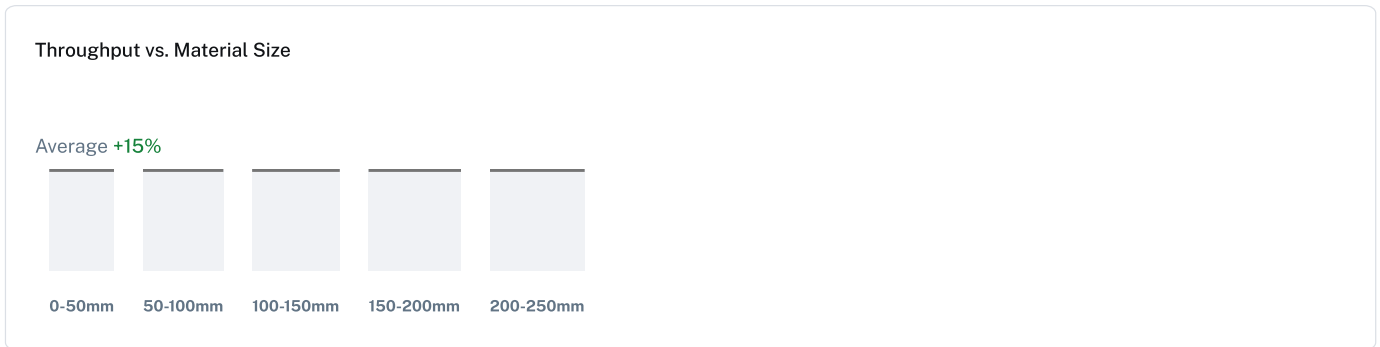 Throughput vs. Material Size
Average +15%
0-50mm 50-100mm 100-150mm 150-200mm 200-250mm